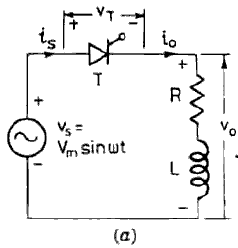 + v_T −
i_s
T
i_o
+
R
v_o
+
v_s =
V_m sin ωt
−
L
−
(a)